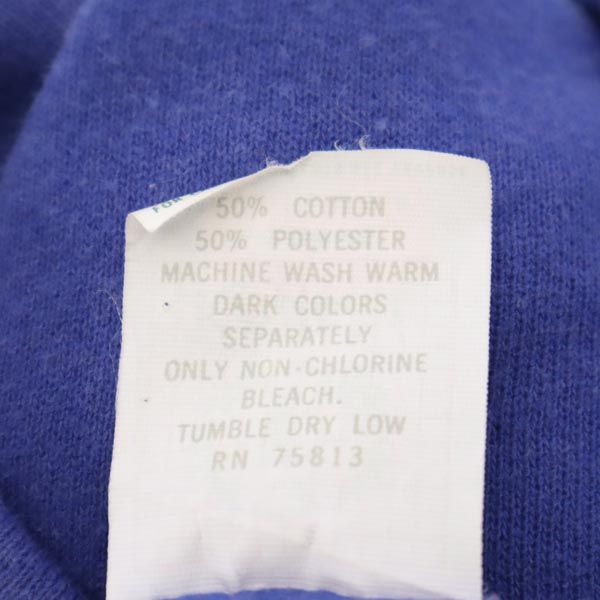 FOR
50% COTTON
50% POLYESTER
MACHINE WASH WARM
DARK COLORS
SEPARATELY
ONLY NON-CHLORINE
BLEACH.
TUMBLE DRY LOW
RN 75813